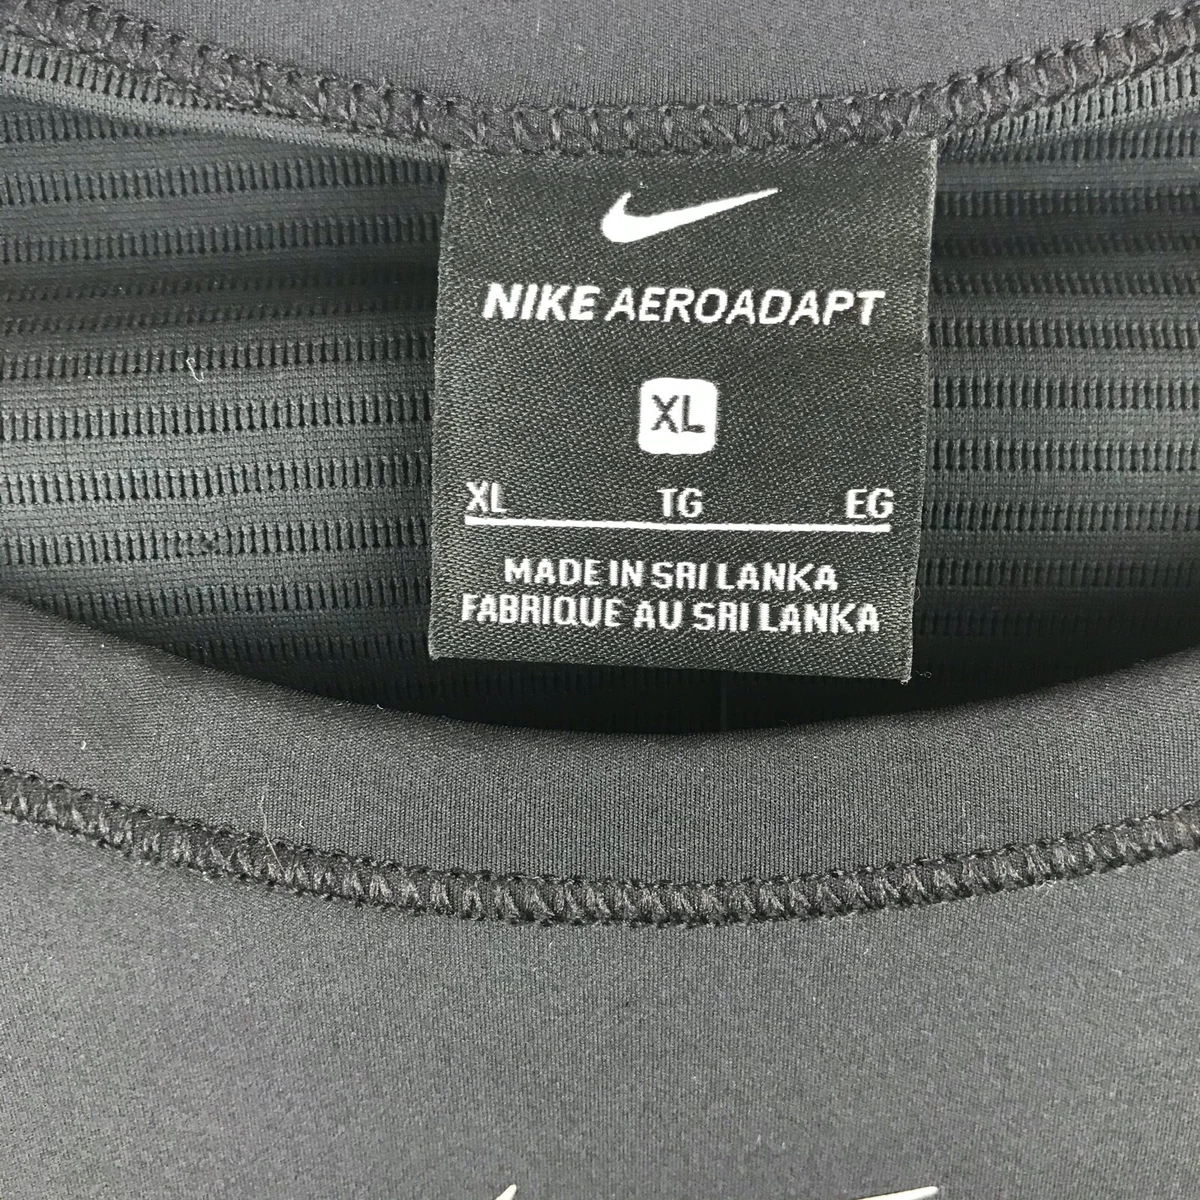 NIKE AEROADAPT
XL
XL TG EG
MADE IN SRI LANKA
FABRIQUE AU SRI LANKA